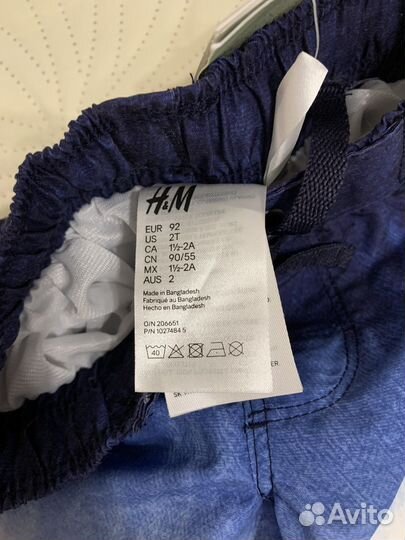 H&M
EUR 92
US 2T
CA 1½-2A
CN 90/55
MX 1½-2A
AUS 2
Made in Bangladesh
Fabriqué au Bangladesh
Hecho en Bangladesh
O/N 206651
P/N 1027484 5
40
Avito